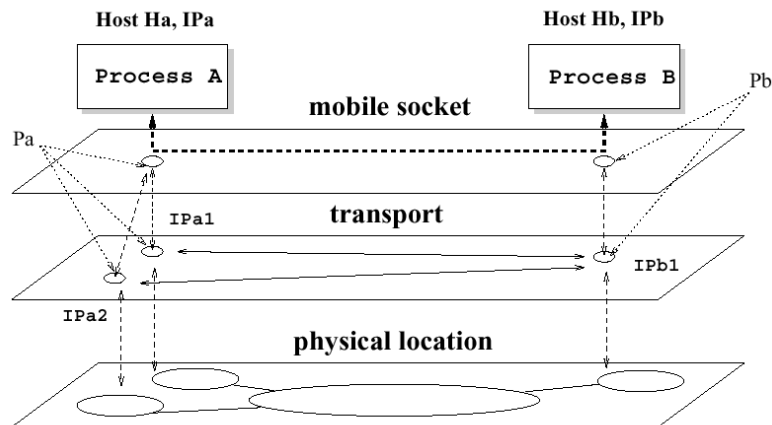 Host Ha, IPa
Host Hb, IPb
Process A
Process B
mobile socket
Pb
Pa
IPa1
transport
IPb1
IPa2
physical location